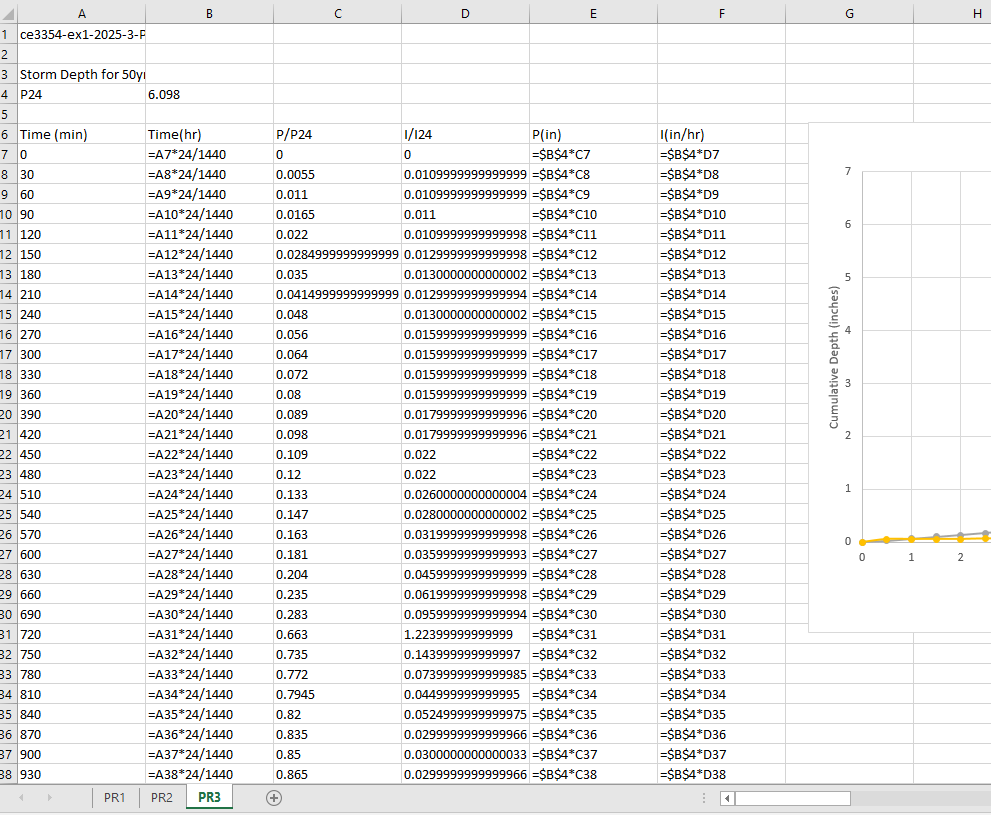 A B C D E F G H
1 ce3354-ex1-2025-3-P
2
3 Storm Depth for 50yr
4 P24 6.098
5
6 Time (min) Time(hr) P/P24 I/I24 P(in) I(in/hr)
7 0 =A7*24/1440 0 0 =$B$4*C7 =$B$4*D7
8 30 =A8*24/1440 0.0055 0.0109999999999999 =$B$4*C8 =$B$4*D8
9 60 =A9*24/1440 0.011 0.0109999999999999 =$B$4*C9 =$B$4*D9
10 90 =A10*24/1440 0.0165 0.011 =$B$4*C10 =$B$4*D10
11 120 =A11*24/1440 0.022 0.0109999999999998 =$B$4*C11 =$B$4*D11
12 150 =A12*24/1440 0.0284999999999999 0.0129999999999998 =$B$4*C12 =$B$4*D12
13 180 =A13*24/1440 0.035 0.0130000000000002 =$B$4*C13 =$B$4*D13
14 210 =A14*24/1440 0.0414999999999999 0.0129999999999994 =$B$4*C14 =$B$4*D14
15 240 =A15*24/1440 0.048 0.0130000000000002 =$B$4*C15 =$B$4*D15
16 270 =A16*24/1440 0.056 0.0159999999999999 =$B$4*C16 =$B$4*D16
17 300 =A17*24/1440 0.064 0.0159999999999999 =$B$4*C17 =$B$4*D17
18 330 =A18*24/1440 0.072 0.0159999999999999 =$B$4*C18 =$B$4*D18
19 360 =A19*24/1440 0.08 0.0159999999999999 =$B$4*C19 =$B$4*D19
20 390 =A20*24/1440 0.089 0.0179999999999996 =$B$4*C20 =$B$4*D20
21 420 =A21*24/1440 0.098 0.0179999999999996 =$B$4*C21 =$B$4*D21
22 450 =A22*24/1440 0.109 0.022 =$B$4*C22 =$B$4*D22
23 480 =A23*24/1440 0.12 0.022 =$B$4*C23 =$B$4*D23
24 510 =A24*24/1440 0.133 0.0260000000000004 =$B$4*C24 =$B$4*D24
25 540 =A25*24/1440 0.147 0.0280000000000002 =$B$4*C25 =$B$4*D25
26 570 =A26*24/1440 0.163 0.0319999999999998 =$B$4*C26 =$B$4*D26
27 600 =A27*24/1440 0.181 0.0359999999999993 =$B$4*C27 =$B$4*D27
28 630 =A28*24/1440 0.204 0.045999999999999 =$B$4*C28 =$B$4*D28
29 660 =A29*24/1440 0.235 0.0619999999999998 =$B$4*C29 =$B$4*D29
30 690 =A30*24/1440 0.283 0.0959999999999994 =$B$4*C30 =$B$4*D30
31 720 =A31*24/1440 0.663 1.22399999999999 =$B$4*C31 =$B$4*D31
32 750 =A32*24/1440 0.735 0.143999999999997 =$B$4*C32 =$B$4*D32
33 780 =A33*24/1440 0.772 0.0739999999999985 =$B$4*C33 =$B$4*D33
34 810 =A34*24/1440 0.7945 0.044999999999995 =$B$4*C34 =$B$4*D34
35 840 =A35*24/1440 0.82 0.0524999999999975 =$B$4*C35 =$B$4*D35
36 870 =A36*24/1440 0.835 0.0299999999999966 =$B$4*C36 =$B$4*D36
37 900 =A37*24/1440 0.85 0.0300000000000033 =$B$4*C37 =$B$4*D37
38 930 =A38*24/1440 0.865 0.0299999999999966 =$B$4*C38 =$B$4*D38
Cumulative Depth (inches)
7
6
5
4
3
2
1
0
0 1 2
PR1 PR2 PR3